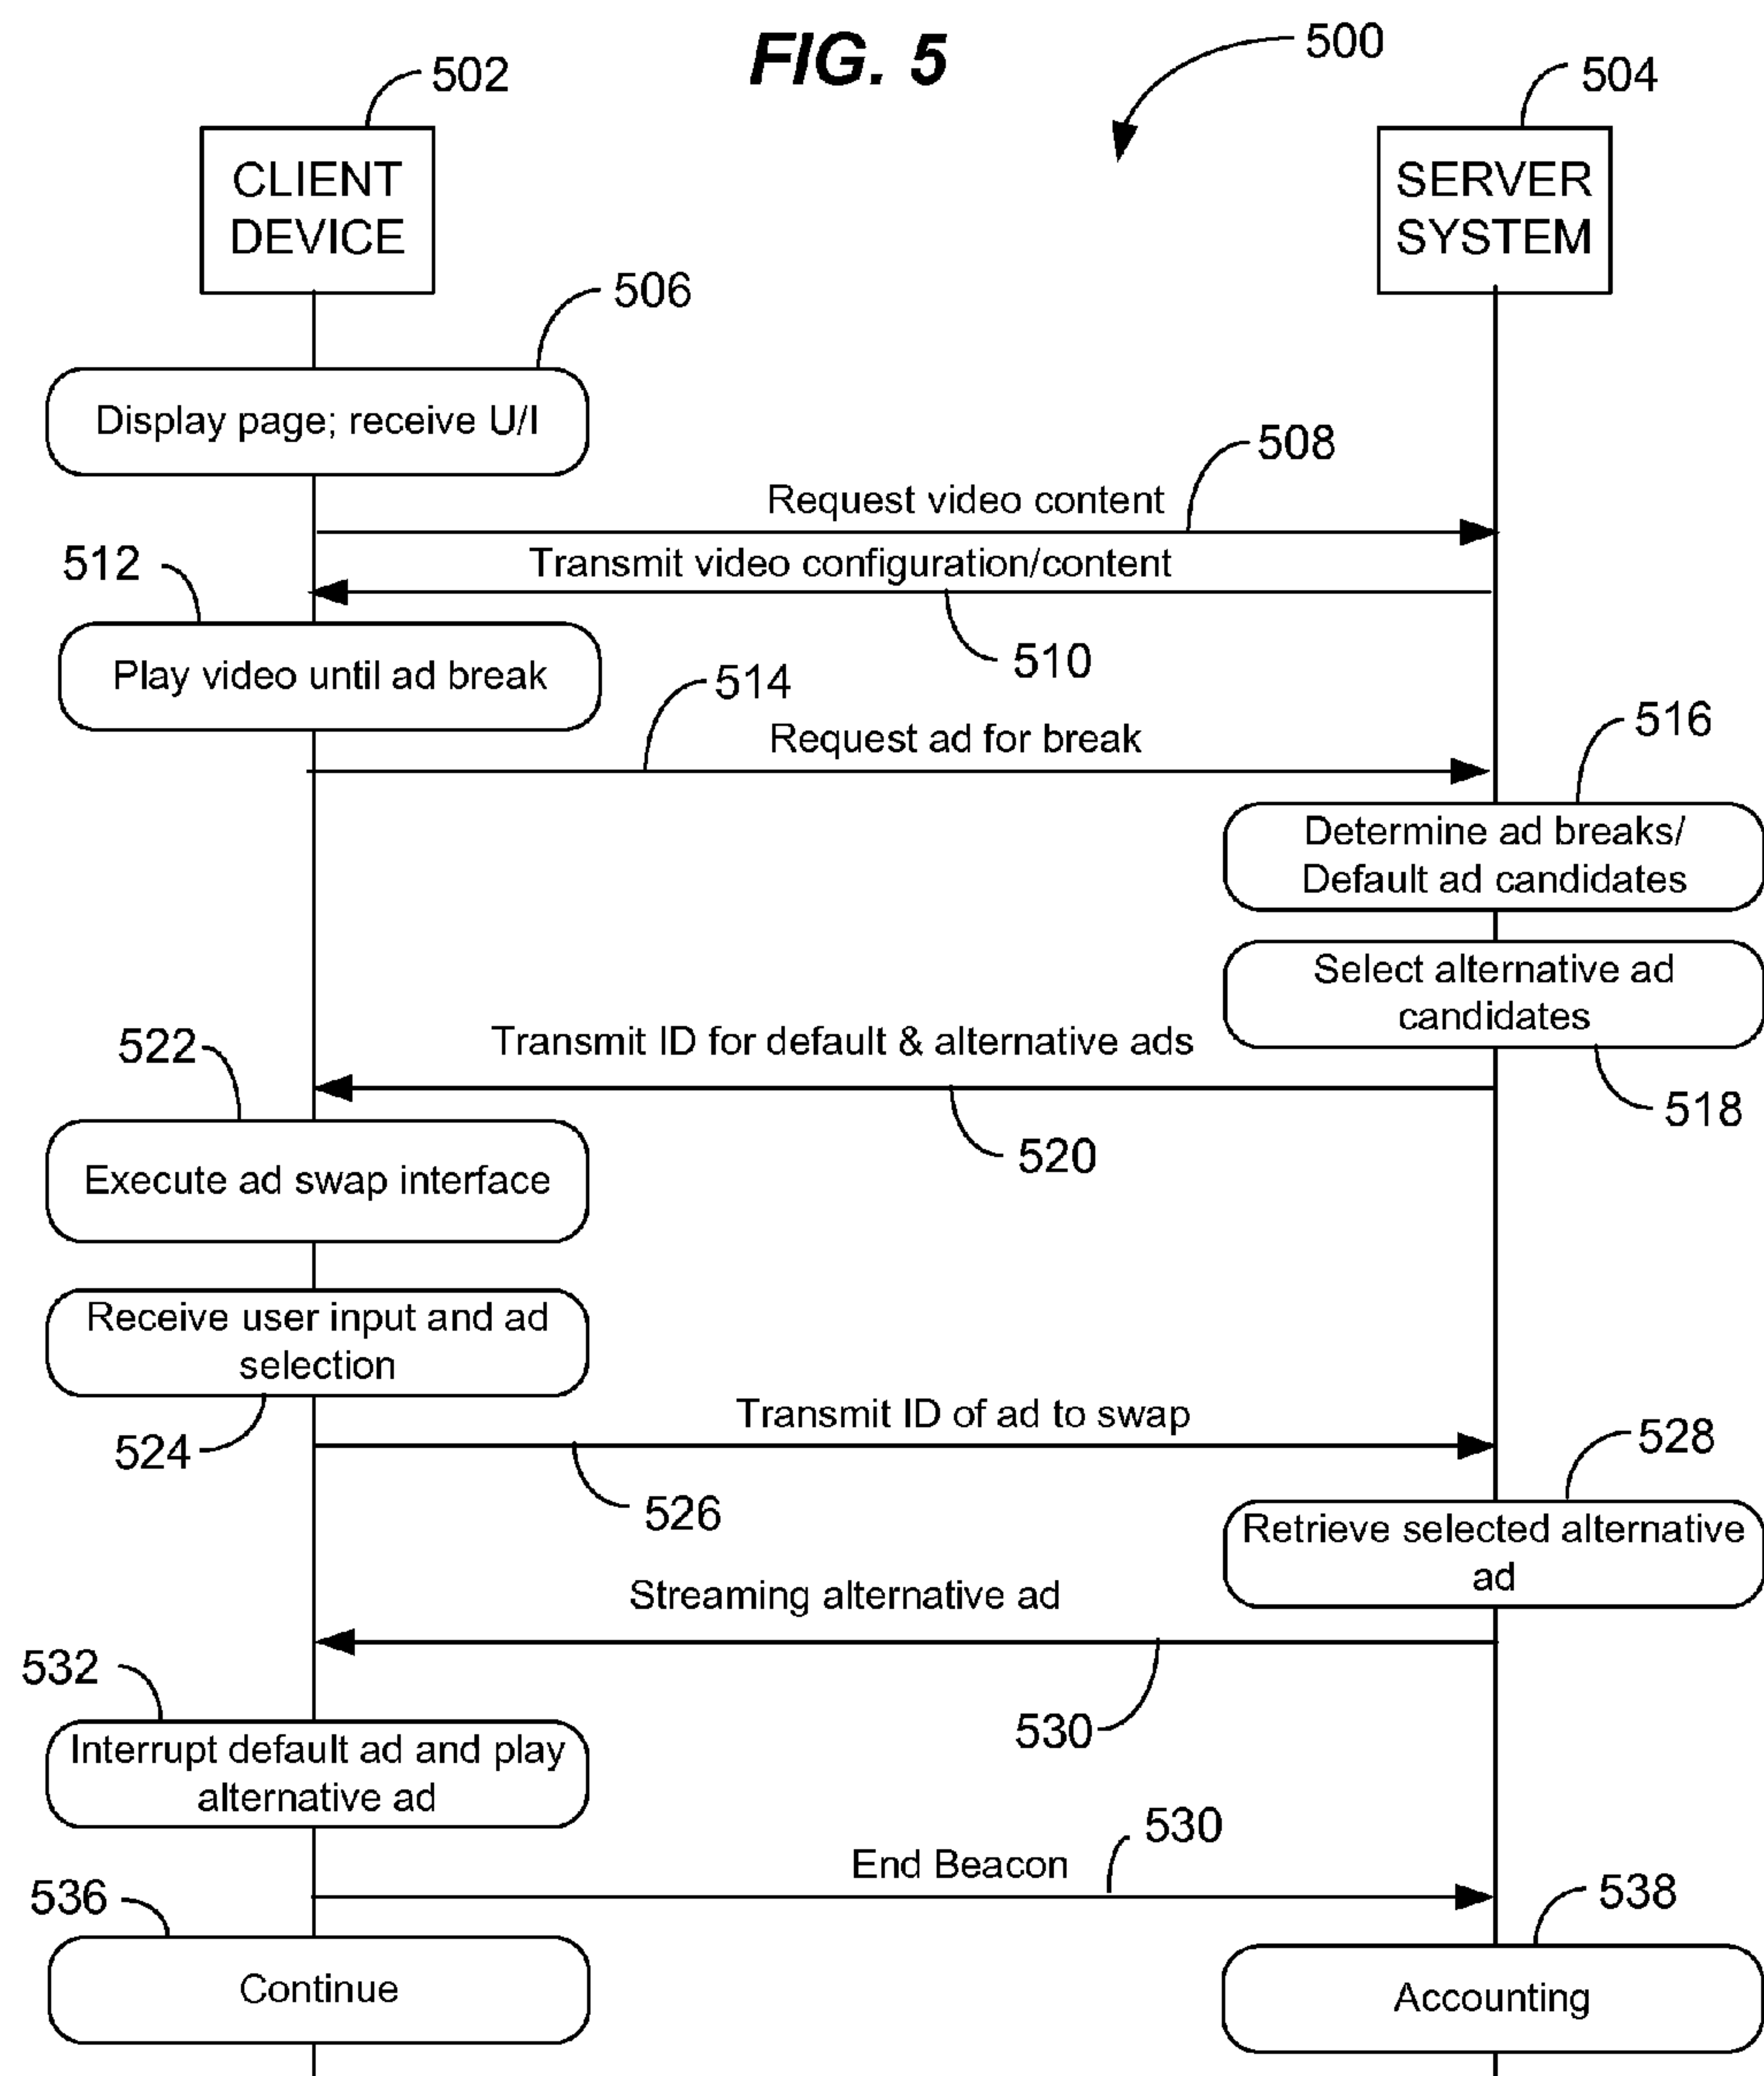 FIG. 5
500
502
504
CLIENT
DEVICE
SERVER
SYSTEM
506
Display page; receive U/I
508
Request video content
512
Transmit video configuration/content
510
Play video until ad break
514
Request ad for break
516
Determine ad breaks/
Default ad candidates
Select alternative ad
candidates
518
522
Transmit ID for default & alternative ads
520
Execute ad swap interface
Receive user input and ad
selection
524
Transmit ID of ad to swap
526
528
Retrieve selected alternative
ad
Streaming alternative ad
530
532
Interrupt default ad and play
alternative ad
530
End Beacon
536
538
Continue
Accounting